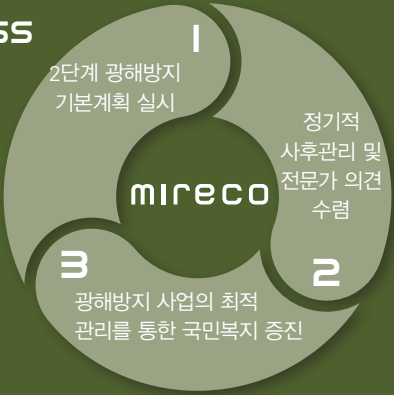 ss
1
2단계 광해방지
기본계획 실시
정기적
사후관리 및
전문가 의견
수렴
2
mireco
3
광해방지 사업의 최적
관리를 통한 국민복지 증진